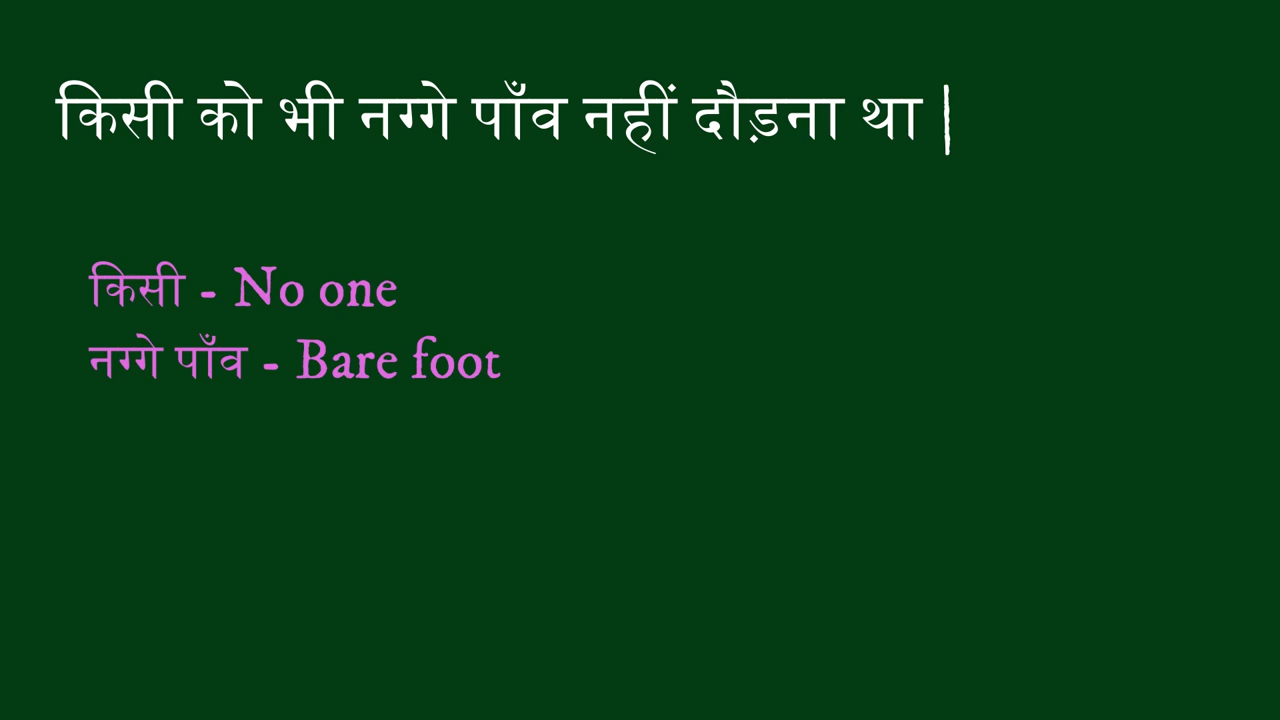 किसी को भी नग्गे पाँव नहीं दौड़ना था |
किसी - No one
नग्गे पाँव - Bare foot